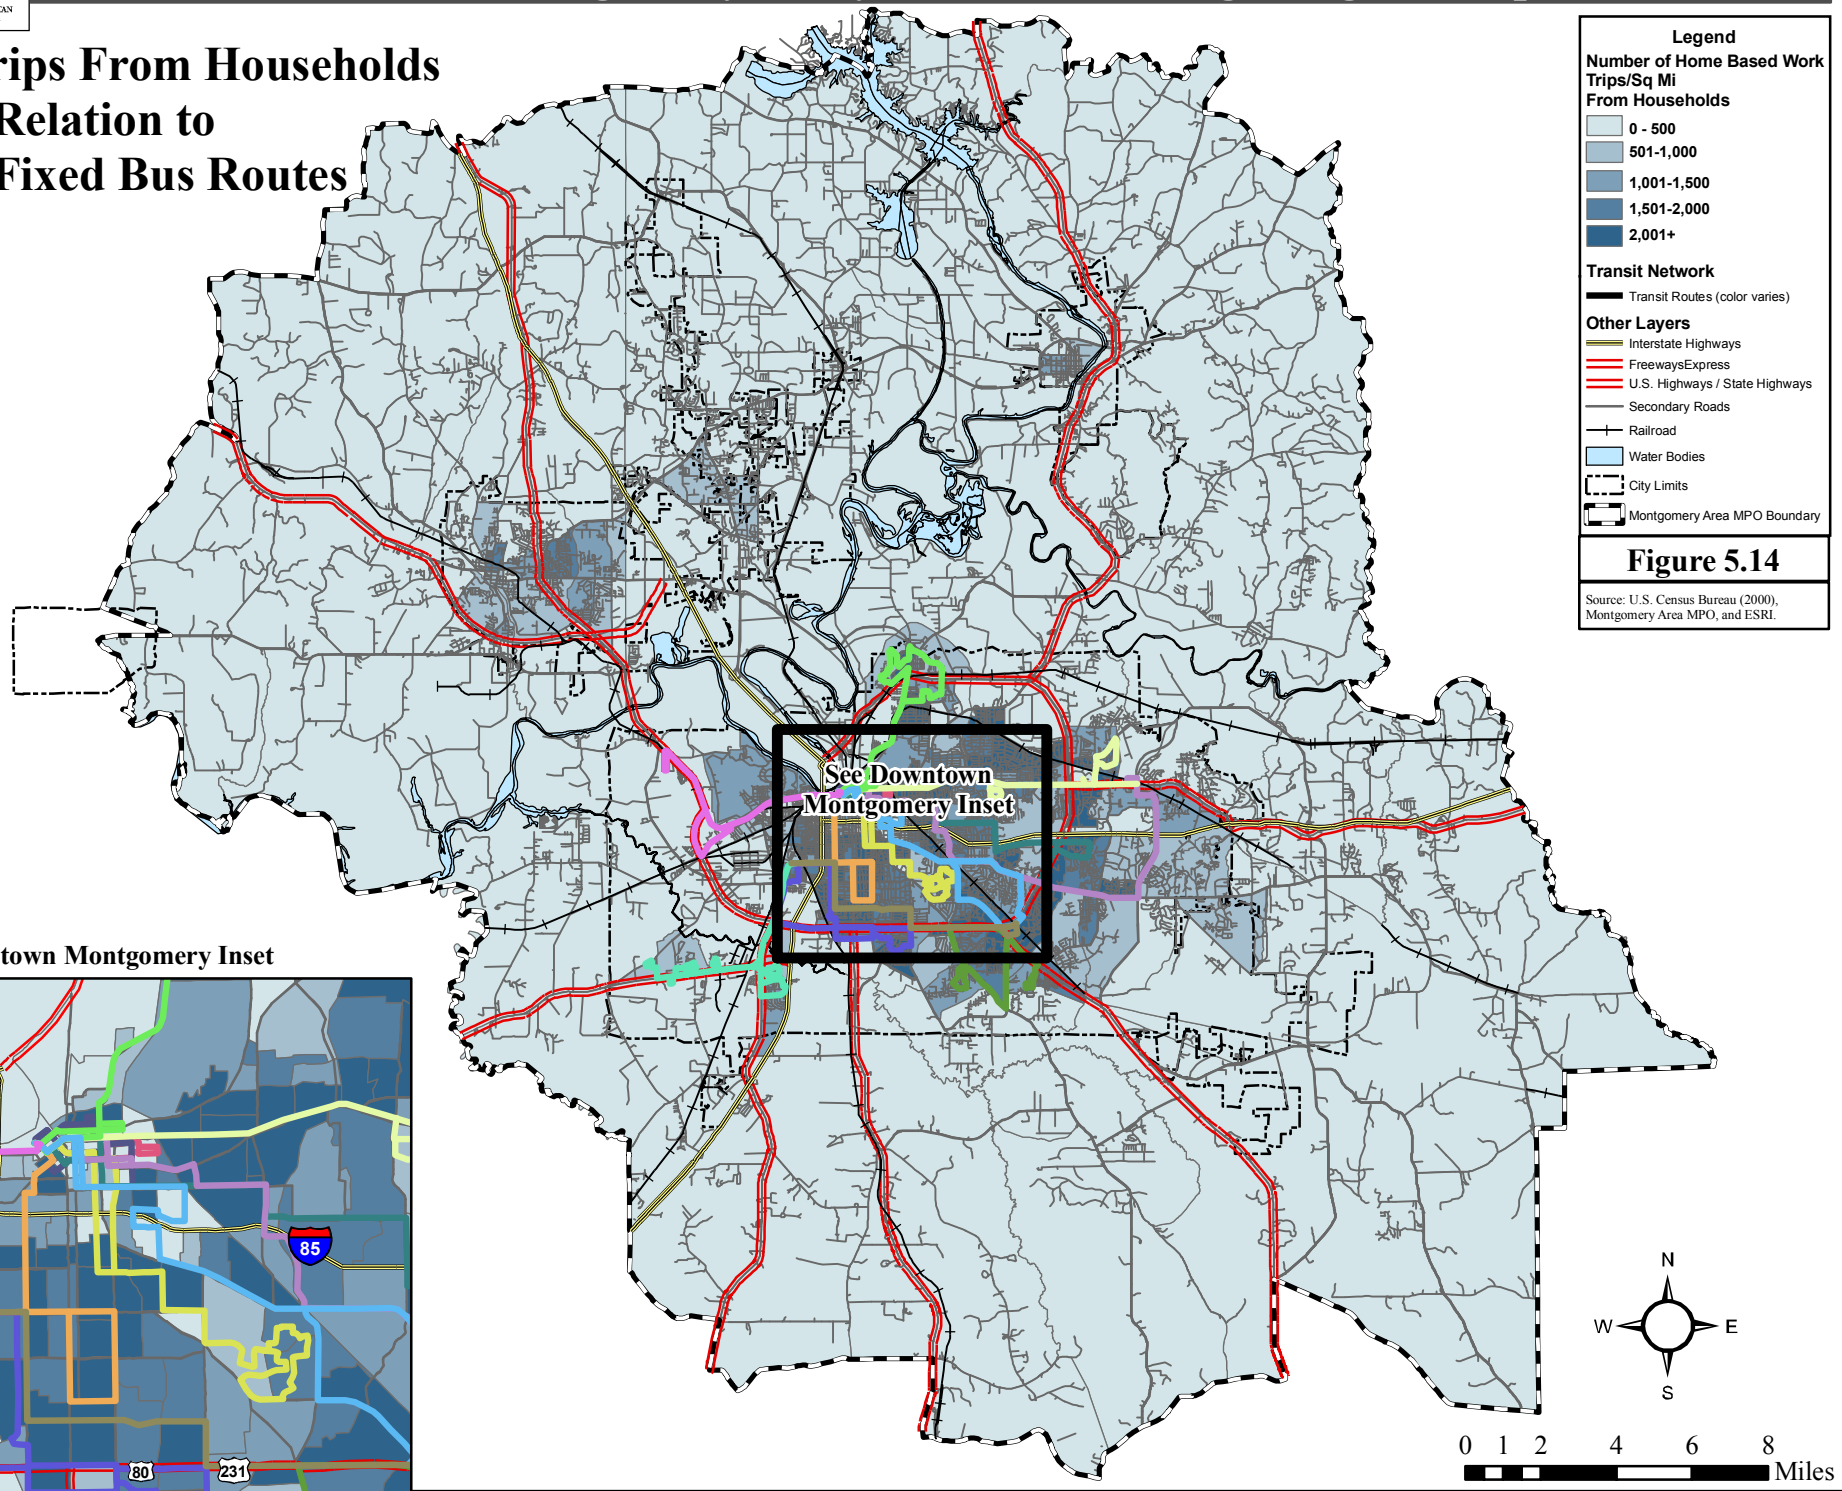 rips From Households
Relation to
Fixed Bus Routes
Legend
Number of Home Based Work
Trips/Sq Mi
From Households
0 - 500
501-1,000
1,001-1,500
1,501-2,000
2,001+
Transit Network
Transit Routes (color varies)
Other Layers
Interstate Highways
FreewaysExpress
U.S. Highways / State Highways
Secondary Roads
Railroad
Water Bodies
City Limits
Montgomery Area MPO Boundary
Figure 5.14
Source: U.S. Census Bureau (2000),
Montgomery Area MPO, and ESRI.
See Downtown
Montgomery Inset
town Montgomery Inset
85
80
231
N
W E
S
0 1 2 4 6 8
Miles